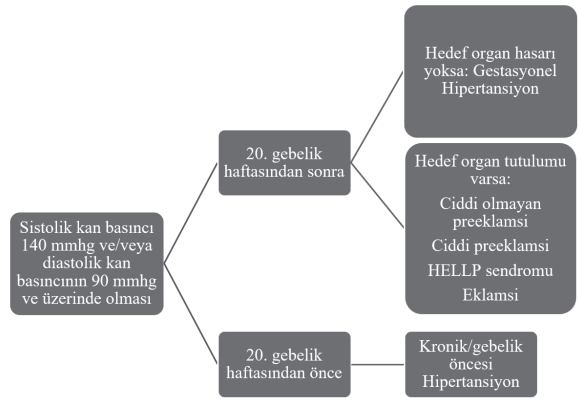 Sistolik kan basıncı
140 mmhg ve/veya
diastolik kan
basıncının 90 mmhg
ve üzerinde olması
20. gebelik
haftasından sonra
Hedef organ hasarı
yoksa: Gestasyonel
Hipertansiyon
Hedef organ tutulumu
varsa:
Ciddi olmayan
preeklamsi
Ciddi preeklamsi
HELLP sendromu
Eklamsi
20. gebelik
haftasından önce
Kronik/gebelik
öncesi
Hipertansiyon